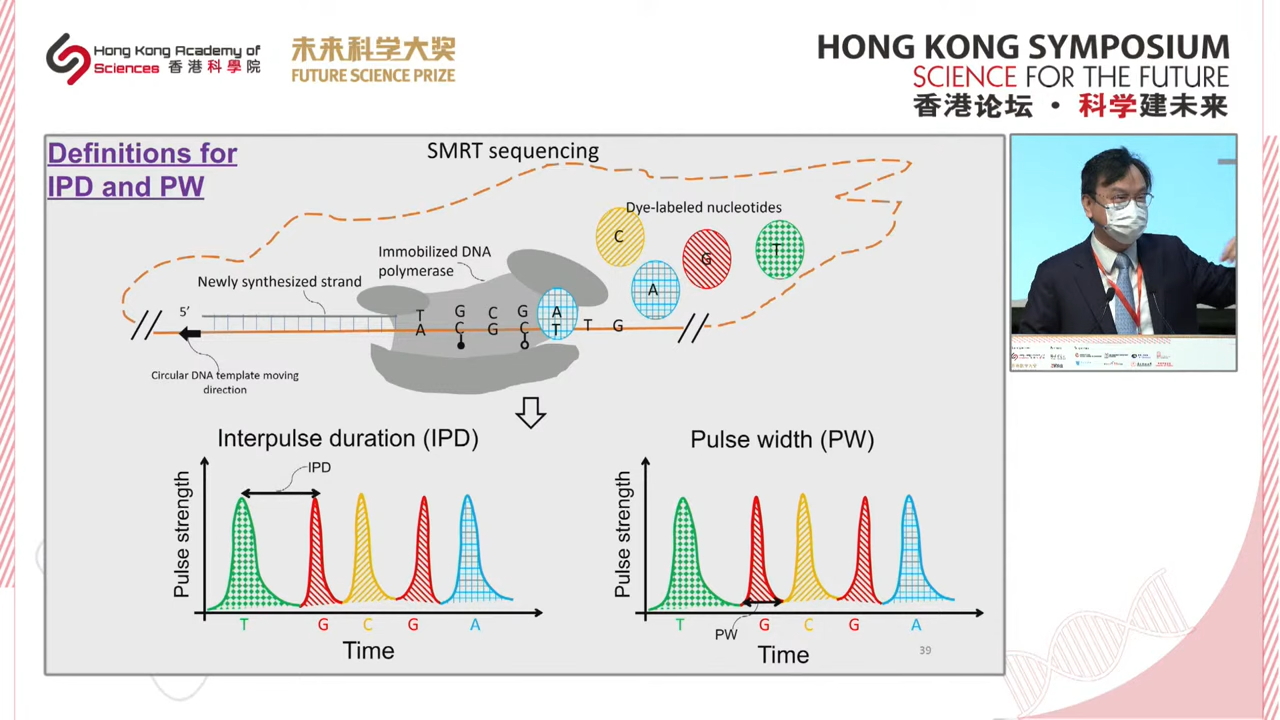 Hong Kong Academy of
Sciences 香港科學院
未来科学大奖
FUTURE SCIENCE PRIZE
HONG KONG SYMPOSIUM
SCIENCE FOR THE FUTURE
香港论坛 · 科学建未来
Definitions for
IPD and PW
SMRT sequencing
Dye-labeled nucleotides
C
G
T
A
Immobilized DNA
polymerase
Newly synthesized strand
5'
T G C G A
A C G C T T G
Circular DNA template moving
direction
Interpulse duration (IPD)
IPD
Pulse strength
T G C G A
Time
Pulse width (PW)
Pulse strength
T G C G A
PW
Time
39